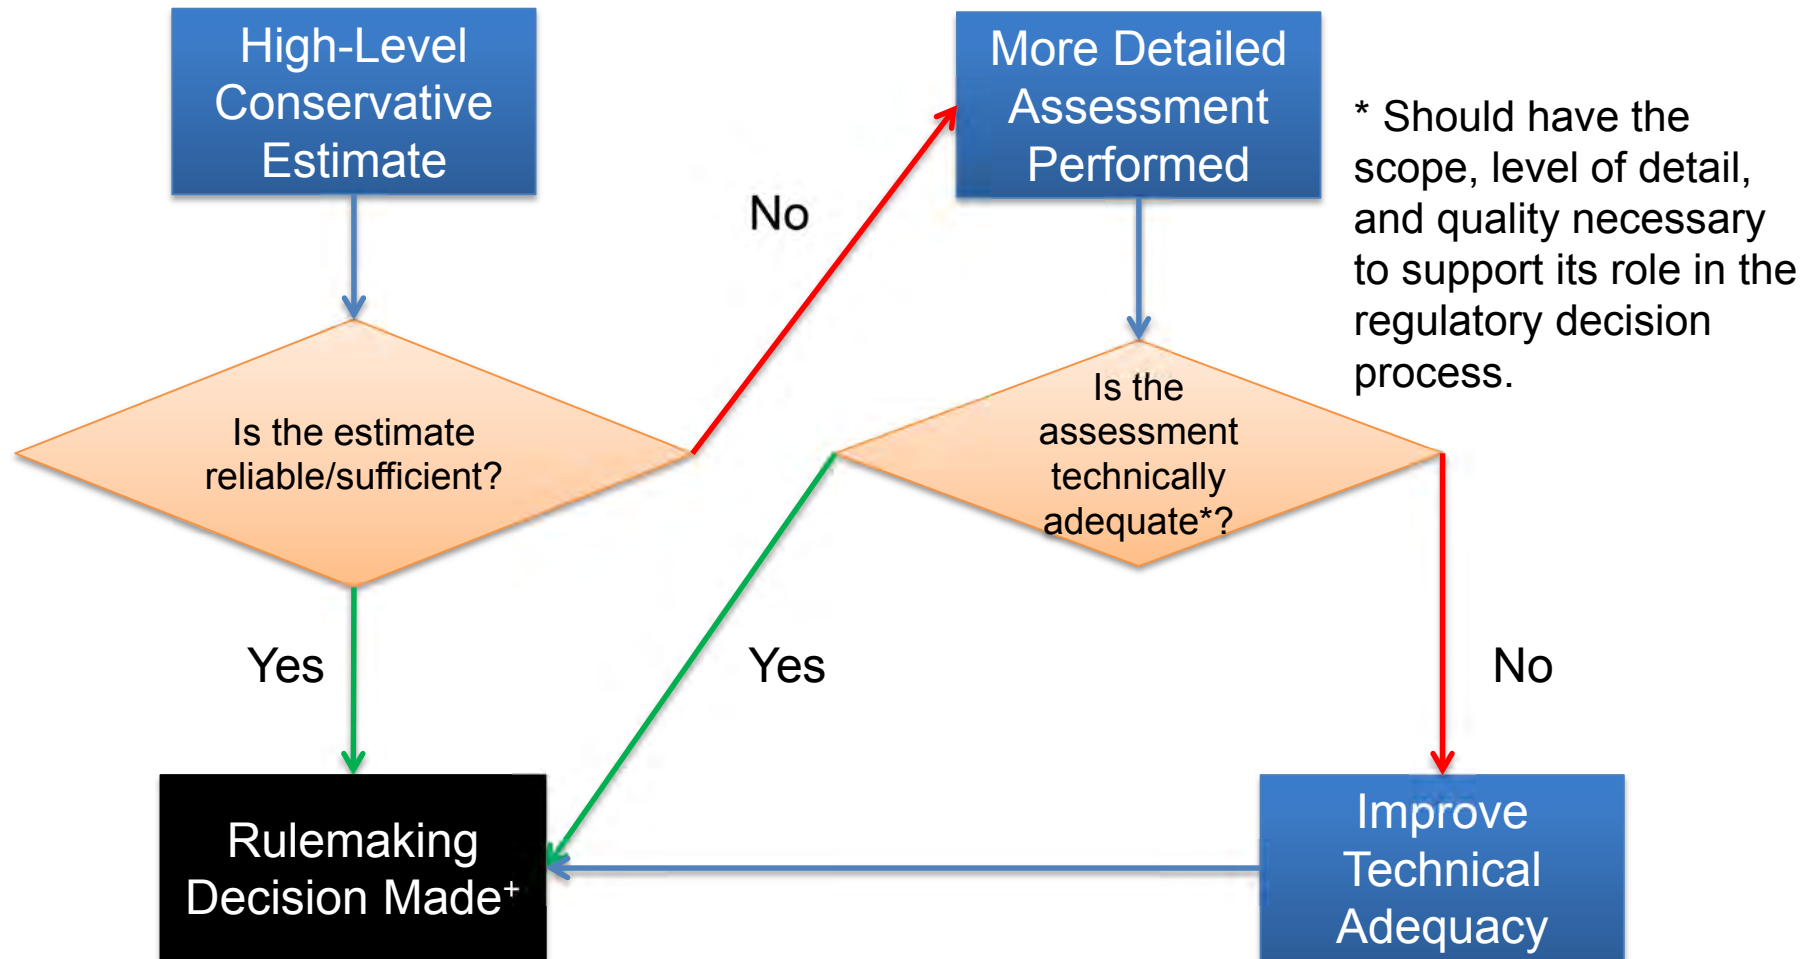 High-Level
Conservative
Estimate
More Detailed
Assessment
Performed
* Should have the
scope, level of detail,
and quality necessary
to support its role in the
regulatory decision
process.
No
Is the estimate
reliable/sufficient?
Is the
assessment
technically
adequate*?
Yes
Yes
No
Rulemaking
Decision Made⁺
Improve
Technical
Adequacy